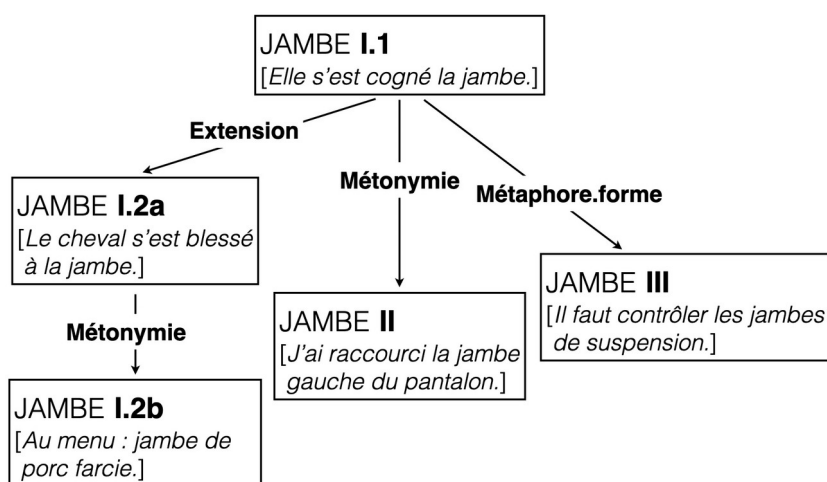 JAMBE I.1
[Elle s'est cogné la jambe.]
Extension
Métonymie
Métaphore.forme
JAMBE I.2a
[Le cheval s'est blessé
à la jambe.]
Métonymie
JAMBE II
[J'ai raccourci la jambe
gauche du pantalon.]
JAMBE III
[Il faut contrôler les jambes
de suspension.]
JAMBE I.2b
[Au menu : jambe de
porc farcie.]